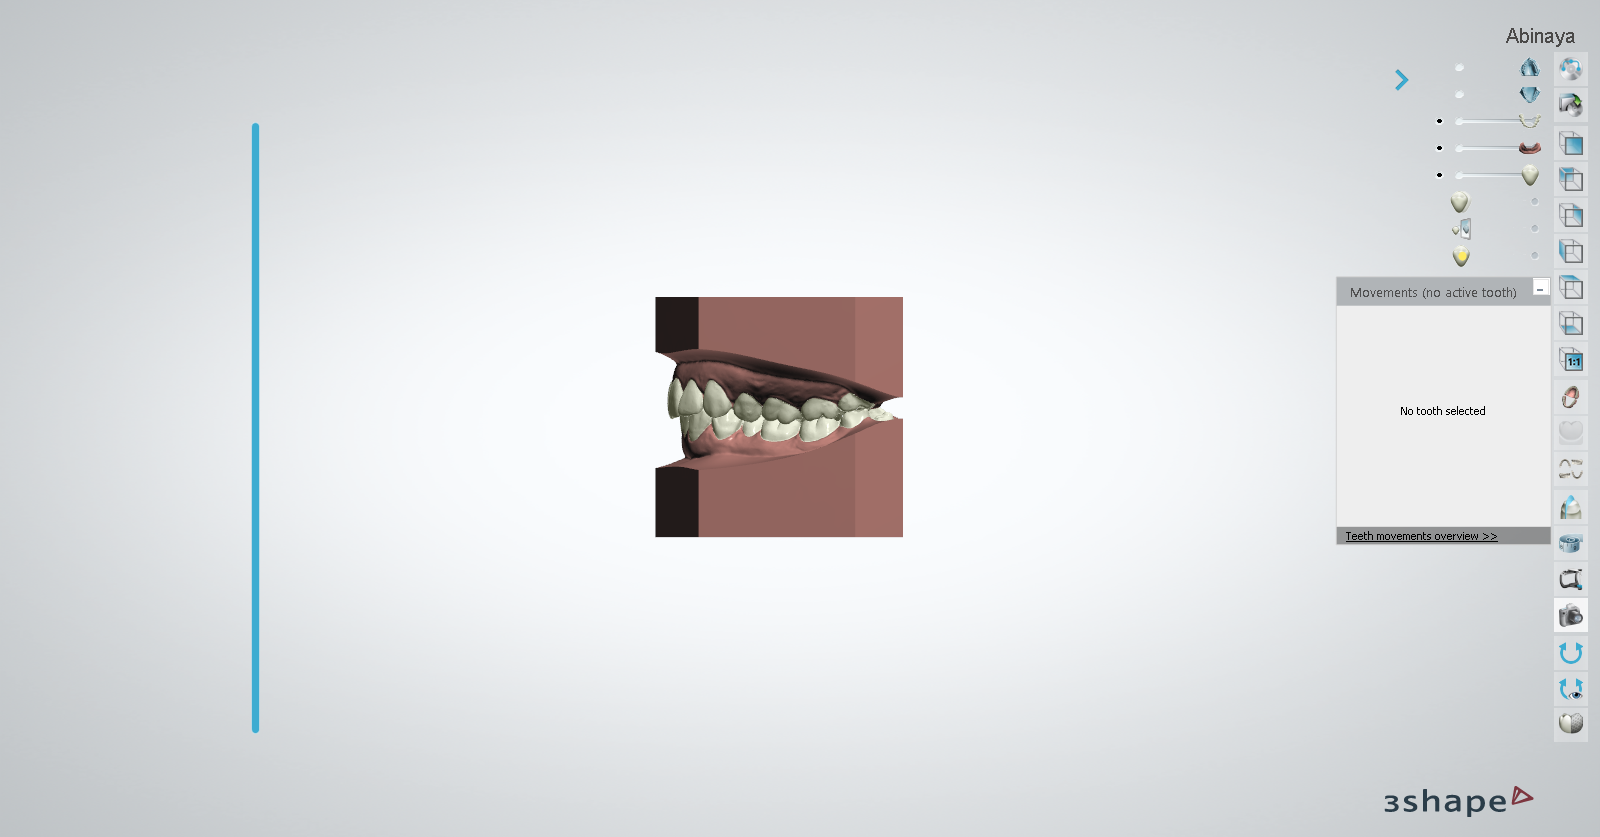 Abinaya
1:1
Movements (no active tooth)
No tooth selected
Teeth movements overview >>
3shape